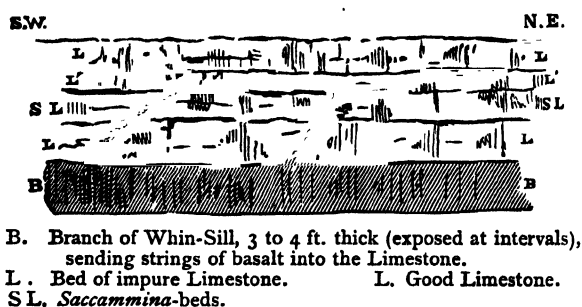 S.W. N.E.
L L
L' L'
S L S L
L L
B B
B. Branch of Whin-Sill, 3 to 4 ft. thick (exposed at intervals),
sending strings of basalt into the Limestone.
L. Bed of impure Limestone. L. Good Limestone.
S L. Saccammina-beds.